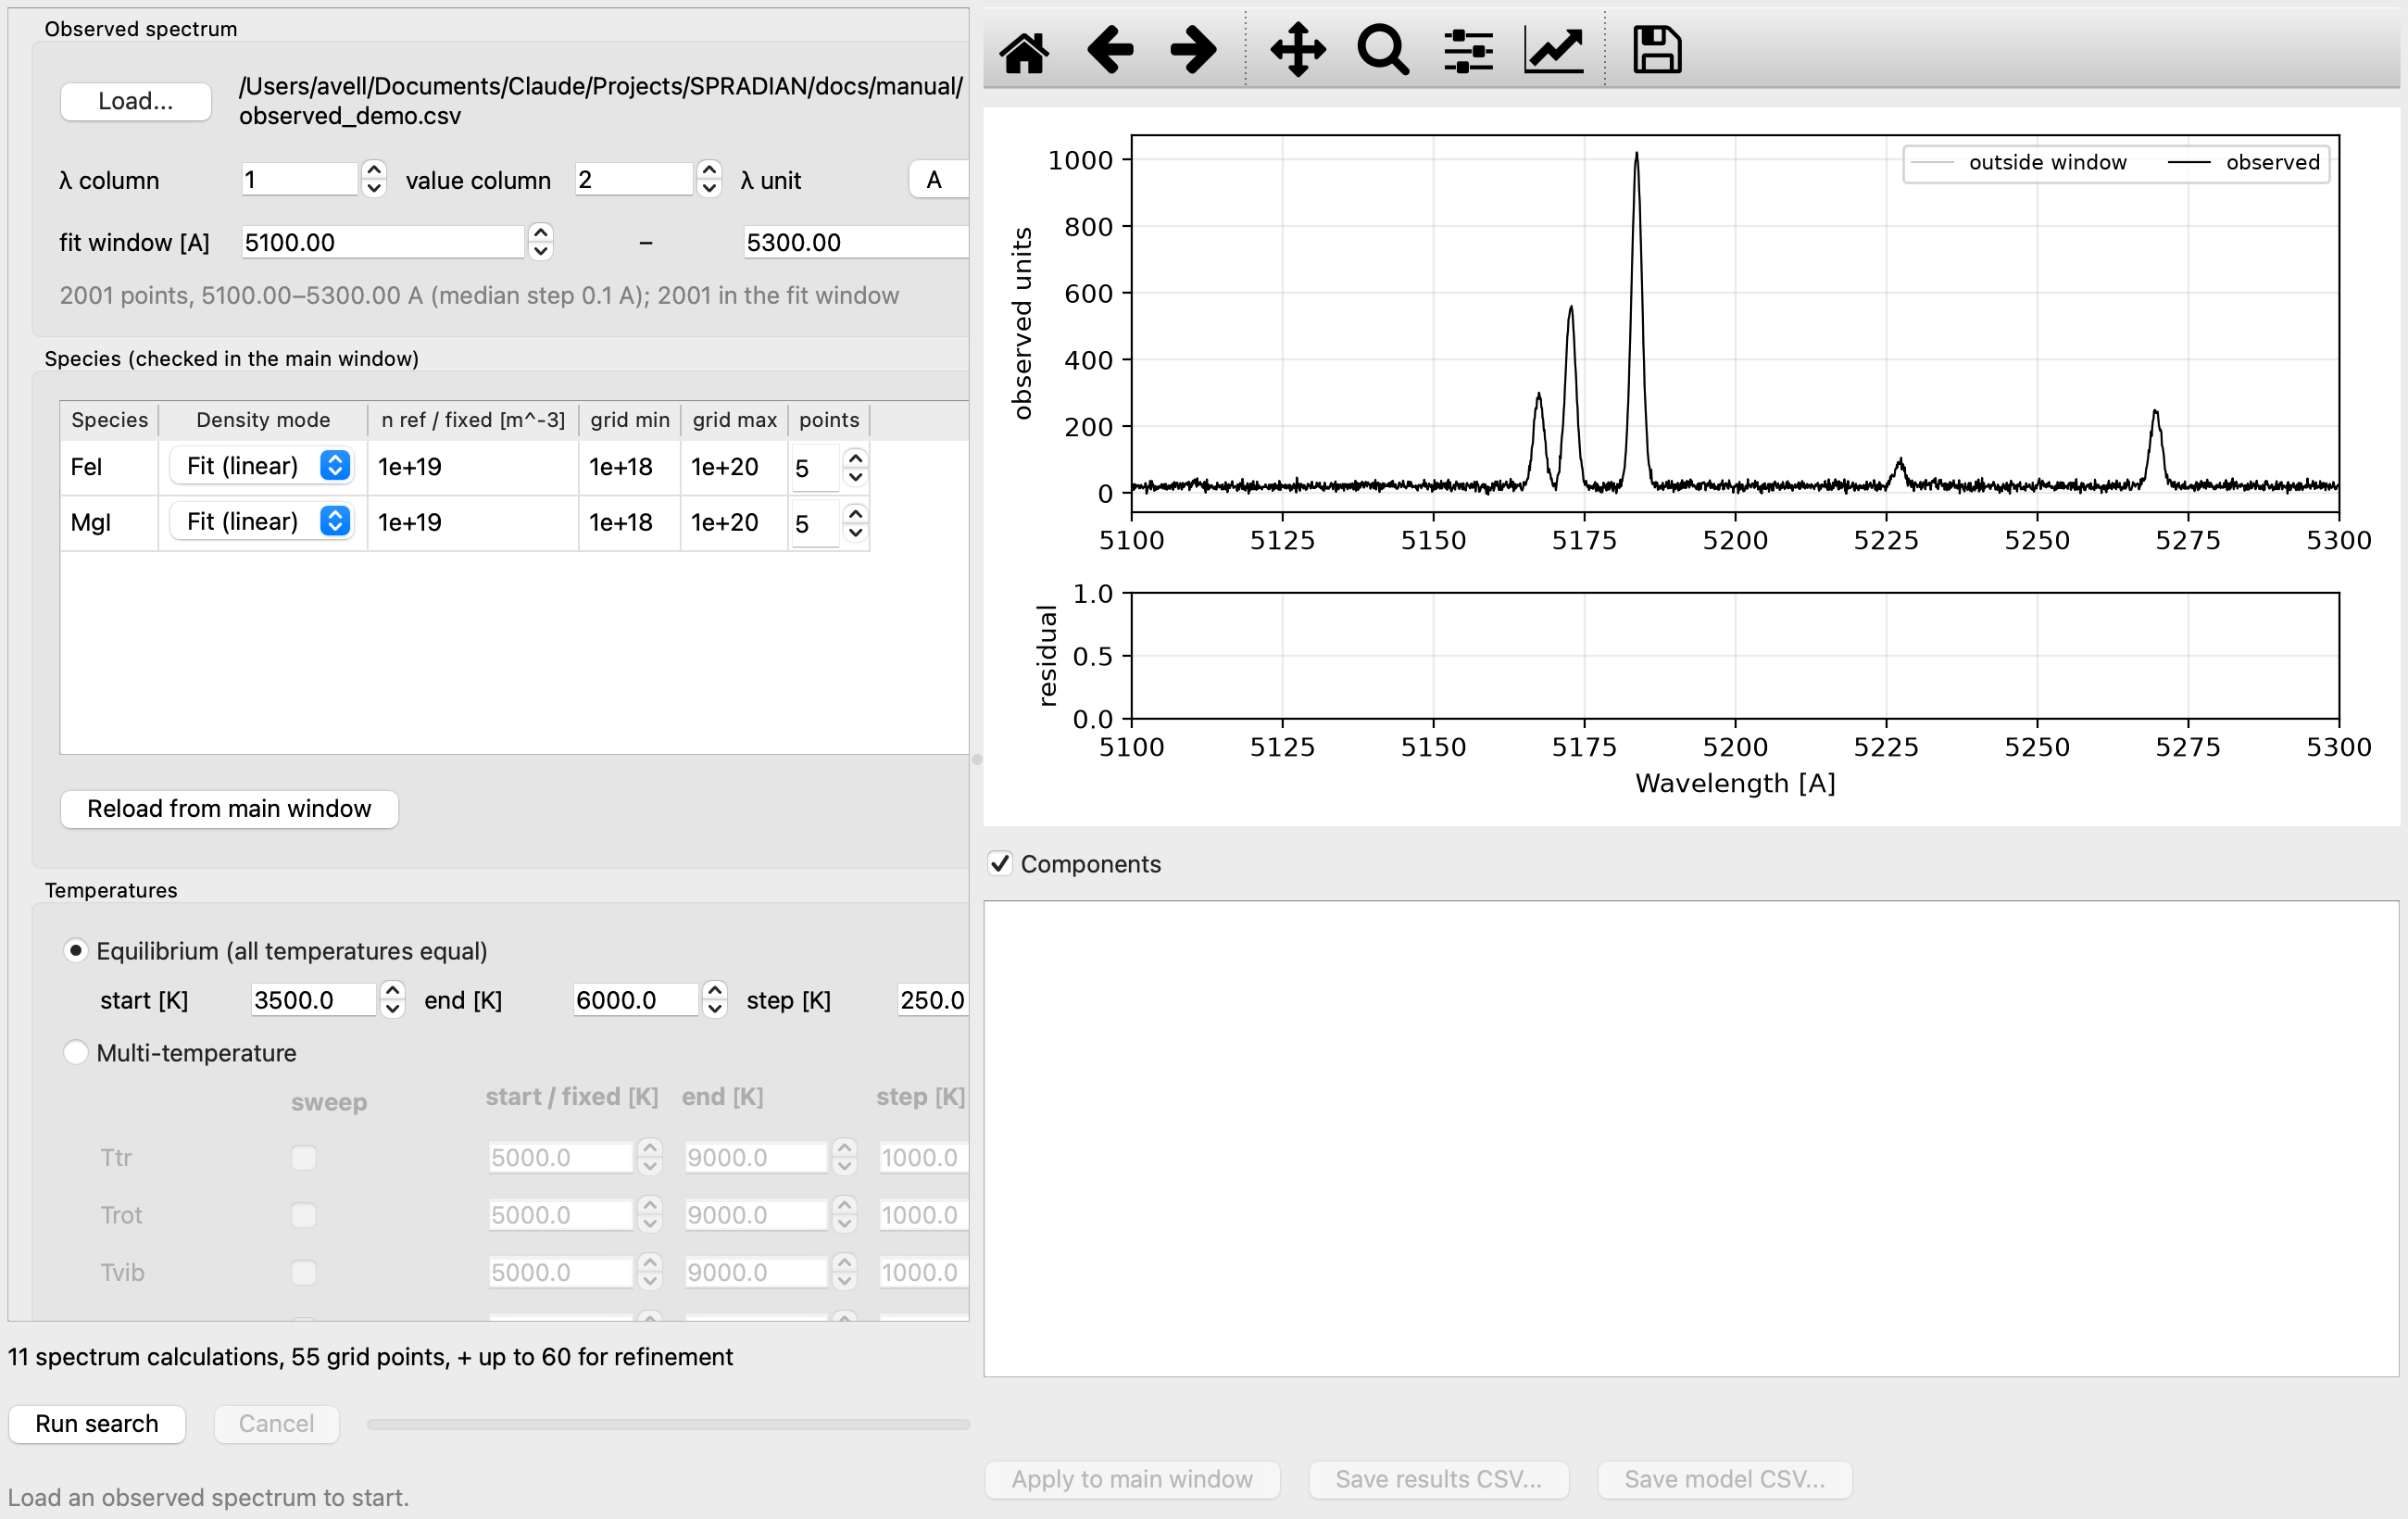 Observed spectrum
Load...
/Users/avell/Documents/Claude/Projects/SPRADIAN/docs/manual/
observed_demo.csv
λ column 1 value column 2 λ unit A
fit window [A] 5100.00 – 5300.00
2001 points, 5100.00–5300.00 A (median step 0.1 A); 2001 in the fit window
Species (checked in the main window)
Species Density mode n ref / fixed [m^-3] grid min grid max points
FeI Fit (linear) 1e+19 1e+18 1e+20 5
MgI Fit (linear) 1e+19 1e+18 1e+20 5
Reload from main window
Temperatures
Equilibrium (all temperatures equal)
start [K] 3500.0 end [K] 6000.0 step [K] 250.0
Multi-temperature
sweep start / fixed [K] end [K] step [K]
Ttr 5000.0 9000.0 1000.0
Trot 5000.0 9000.0 1000.0
Tvib 5000.0 9000.0 1000.0
11 spectrum calculations, 55 grid points, + up to 60 for refinement
Run search Cancel
Load an observed spectrum to start.
outside window observed
observed units
1000
800
600
400
200
0
5100 5125 5150 5175 5200 5225 5250 5275 5300
residual
1.0
0.5
0.0
5100 5125 5150 5175 5200 5225 5250 5275 5300
Wavelength [A]
Components
Apply to main window Save results CSV... Save model CSV...